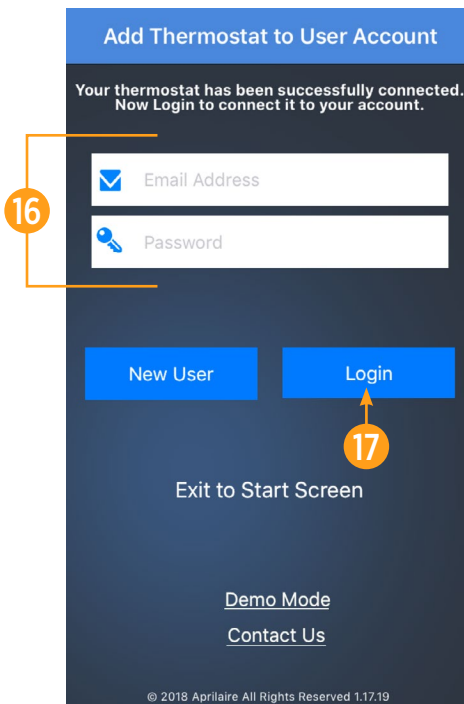 Add Thermostat to User Account
Your thermostat has been successfully connected.
Now Login to connect it to your account.
16
Email Address
Password
New User
Login
17
Exit to Start Screen
Demo Mode
Contact Us
© 2018 Aprilaire All Rights Reserved 1.17.19